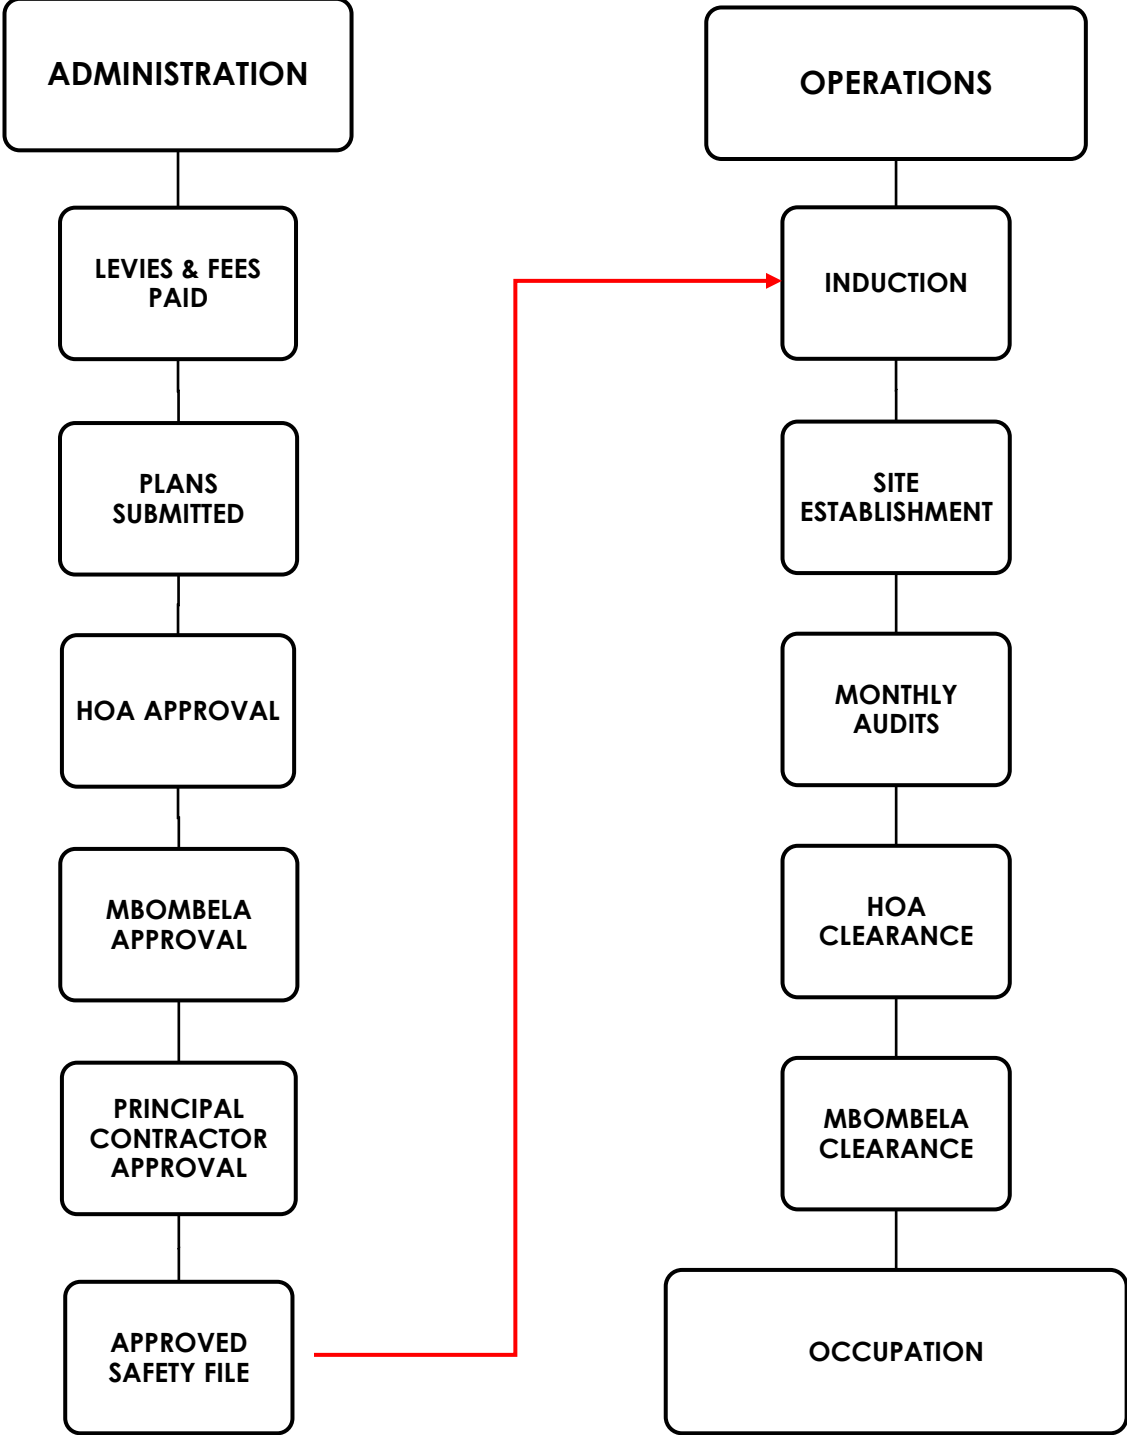 ADMINISTRATION
LEVIES & FEES
PAID
PLANS
SUBMITTED
HOA APPROVAL
MBOMBELA
APPROVAL
PRINCIPAL
CONTRACTOR
APPROVAL
APPROVED
SAFETY FILE
OPERATIONS
INDUCTION
SITE
ESTABLISHMENT
MONTHLY
AUDITS
HOA
CLEARANCE
MBOMBELA
CLEARANCE
OCCUPATION